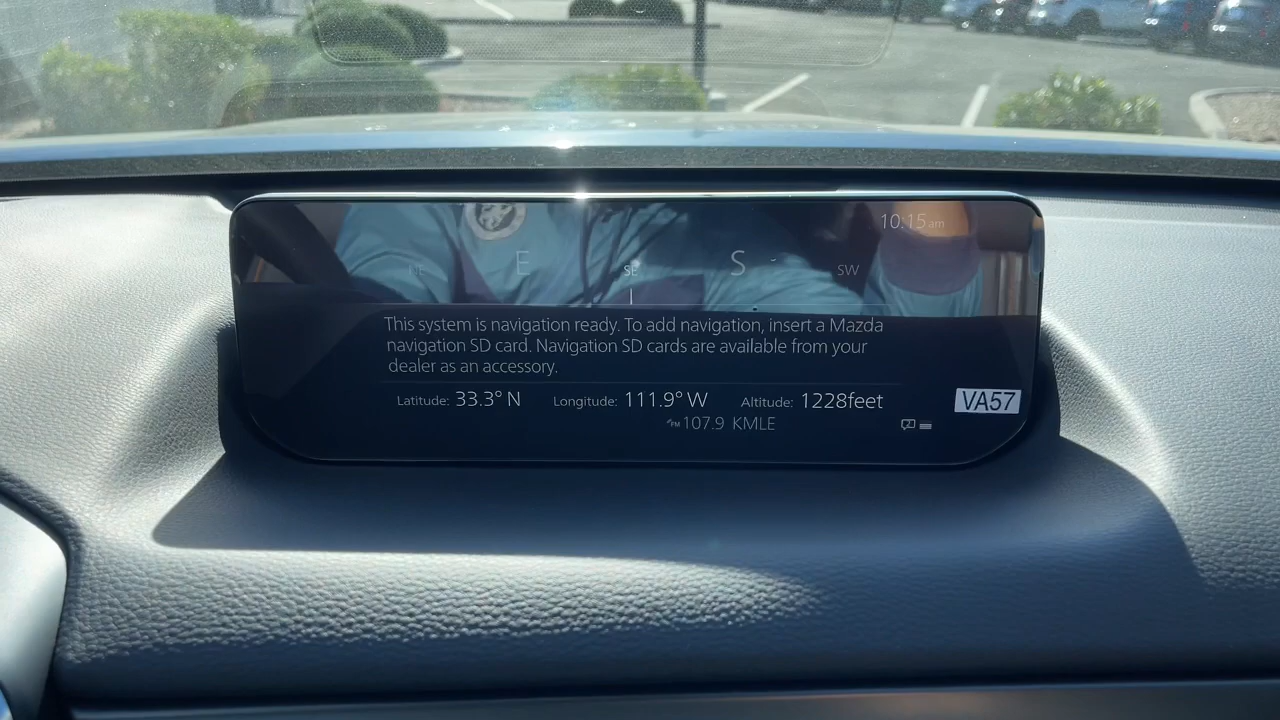 10:15 am
NE E SE S SW
This system is navigation ready. To add navigation, insert a Mazda
navigation SD card. Navigation SD cards are available from your
dealer as an accessory.
Latitude: 33.3° N Longitude: 111.9° W Altitude: 1228feet
VA57
FM 107.9 KMLE